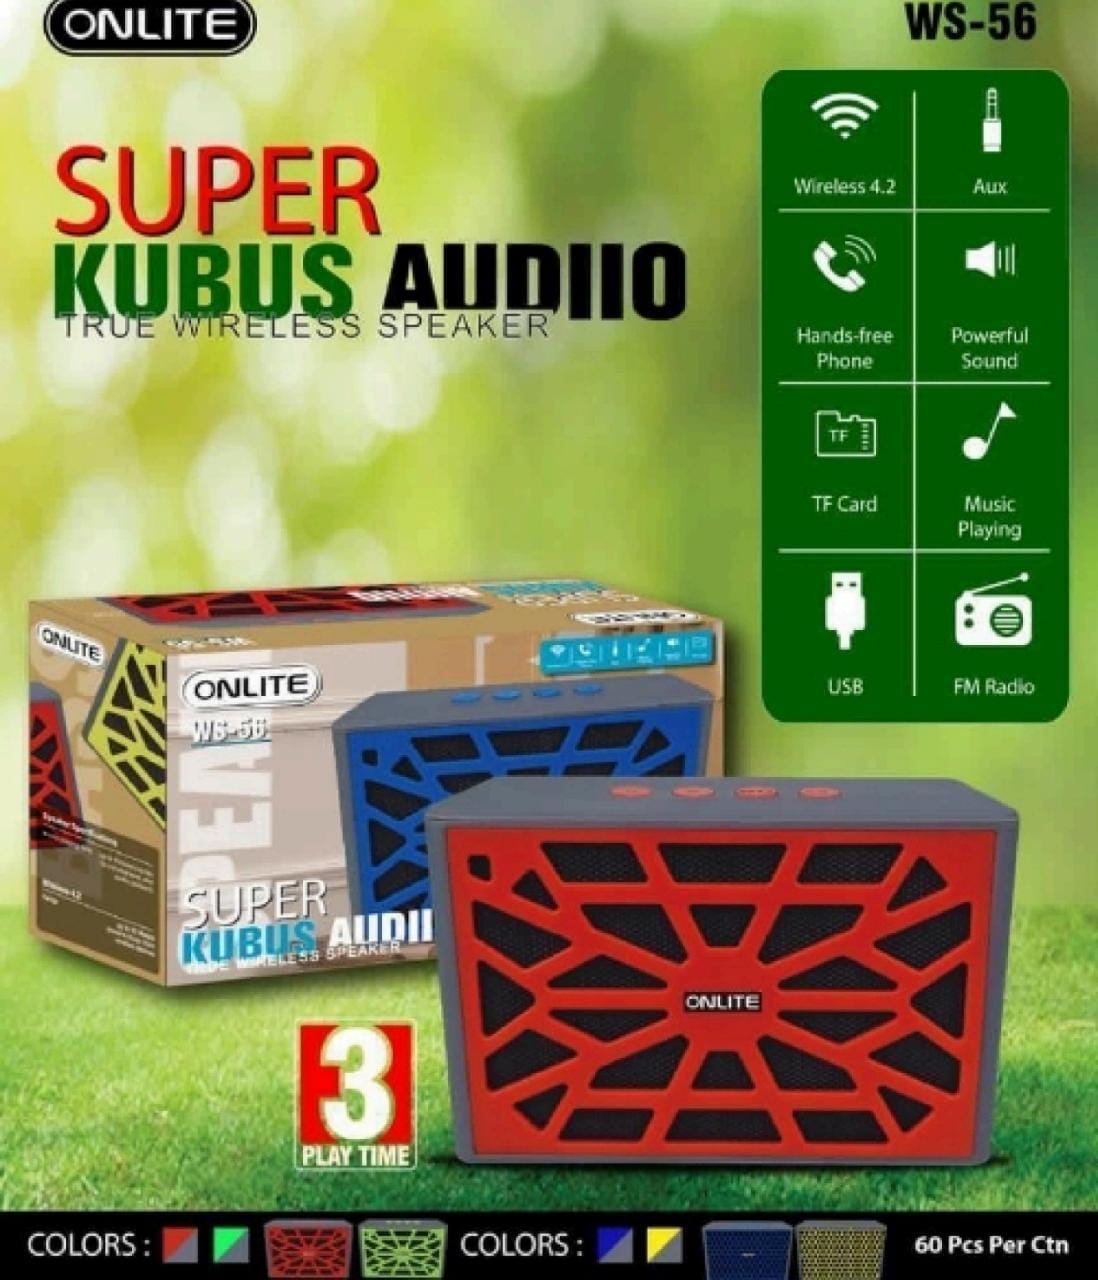 ONLITE
WS-56
SUPER
KUBUS AUDIIO
TRUE WIRELESS SPEAKER
Wireless 4.2
Aux
Hands-free
Phone
Powerful
Sound
TF
TF Card
Music
Playing
USB
FM Radio
ONLITE
ONLITE
WS-56
SUPER
KUBUS AUDII
TRUE WIRELESS SPEAKER
ONLITE
3
PLAY TIME
COLORS :
COLORS :
60 Pcs Per Ctn